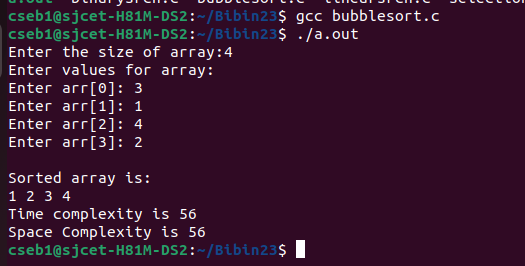 cseb1@sjcet-H81M-DS2:~/Bibin23$ gcc bubblesort.c
cseb1@sjcet-H81M-DS2:~/Bibin23$ ./a.out
Enter the size of array:4
Enter values for array:
Enter arr[0]: 3
Enter arr[1]: 1
Enter arr[2]: 4
Enter arr[3]: 2
Sorted array is:
1 2 3 4
Time complexity is 56
Space Complexity is 56
cseb1@sjcet-H81M-DS2:~/Bibin23$